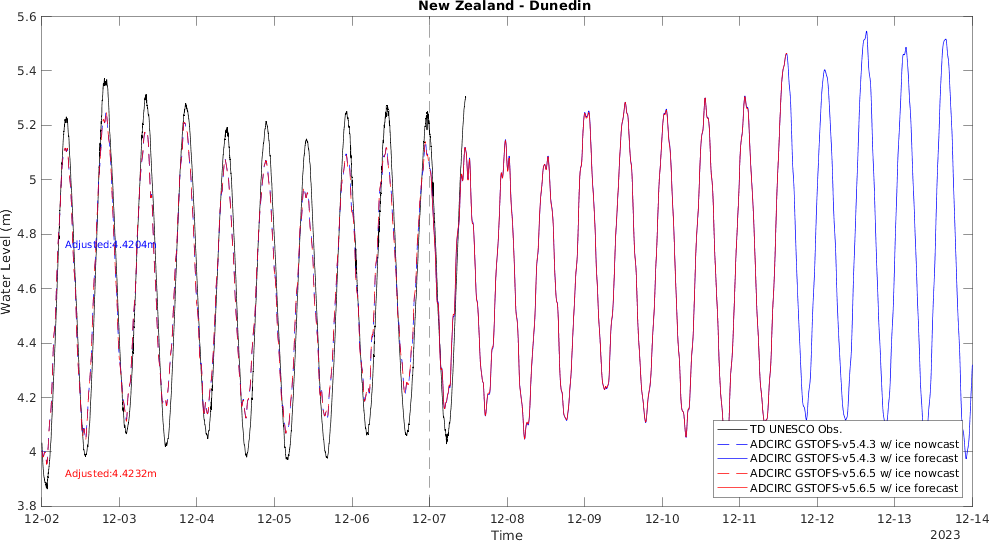 New Zealand - Dunedin
5.6
5.4
5.2
5
4.8
4.6
4.4
4.2
4
3.8
Water Level (m)
Adjusted:4.4204m
Adjusted:4.4232m
TD UNESCO Obs.
ADCIRC GSTOFS-v5.4.3 w/ ice nowcast
ADCIRC GSTOFS-v5.4.3 w/ ice forecast
ADCIRC GSTOFS-v5.6.5 w/ ice nowcast
ADCIRC GSTOFS-v5.6.5 w/ ice forecast
12-02 12-03 12-04 12-05 12-06 12-07 12-08 12-09 12-10 12-11 12-12 12-13 12-14
Time
2023